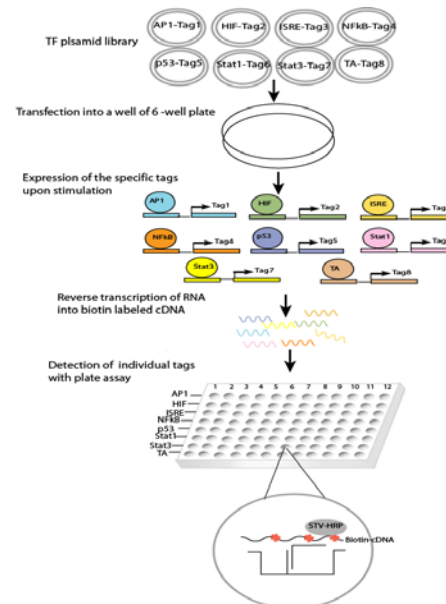 AP1-Tag1 HIF-Tag2 ISRE-Tag3 NFkB-Tag4
TF plsamid library
p53-Tag5 Stat1-Tag6 Stat3-Tag7 TA-Tag8
Transfection into a well of 6 -well plate
Expression of the specific tags
upon stimulation
AP1 Tag1 HIF Tag2 ISRE Tag
NFkB Tag4 p53 Tag5 Stat1 Tag
Stat3 Tag7 TA Tag8
Reverse transcription of RNA
into biotin labeled cDNA
Detection of individual tags
with plate assay
1 2 3 4 5 6 7 8 9 10 11 12
AP1
HIF
ISRE
NFkB
p53
Stat1
Stat3
TA
STV-HRP
Biotin-cDNA